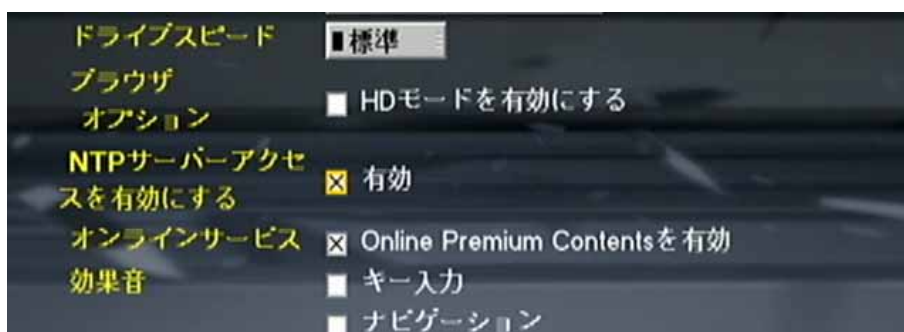 ドライブスピード 標準
ブラウザ
オプション HDモードを有効にする
NTPサーバーアクセ
スを有効にする 有効
オンラインサービス Online Premium Contentsを有効
効果音 キー入力
ナビゲーション